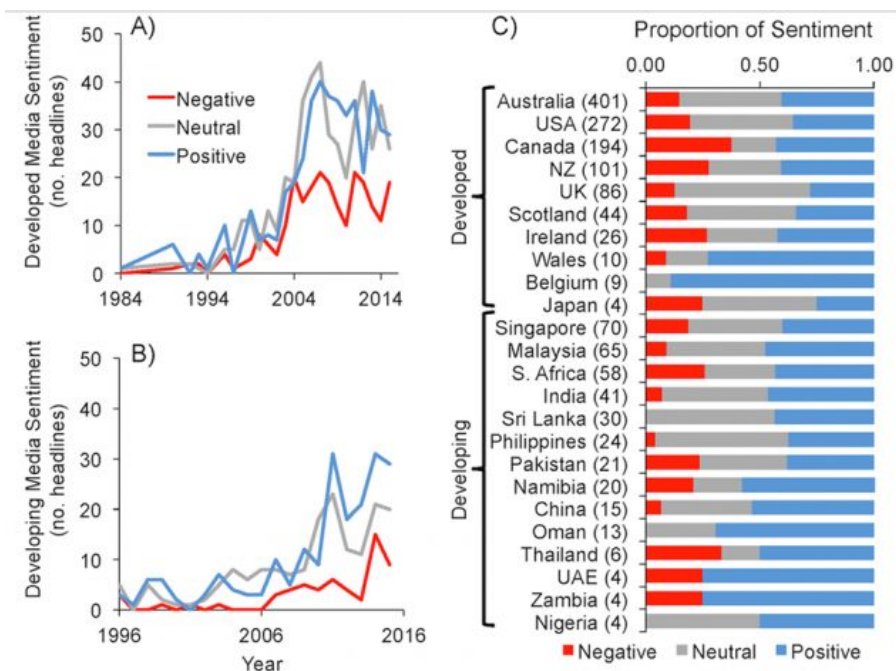 A)
Developed Media Sentiment
(no. headlines)
50
40
30
20
10
0
Negative
Neutral
Positive
1984
1994
2004
2014
B)
Developing Media Sentiment
(no. headlines)
50
40
30
20
10
0
1996
2006
2016
Year
C)
Proportion of Sentiment
0.00
0.50
1.00
Developed
Australia (401)
USA (272)
Canada (194)
NZ (101)
UK (86)
Scotland (44)
Ireland (26)
Wales (10)
Belgium (9)
Japan (4)
Developing
Singapore (70)
Malaysia (65)
S. Africa (58)
India (41)
Sri Lanka (30)
Philippines (24)
Pakistan (21)
Namibia (20)
China (15)
Oman (13)
Thailand (6)
UAE (4)
Zambia (4)
Nigeria (4)
Negative
Neutral
Positive